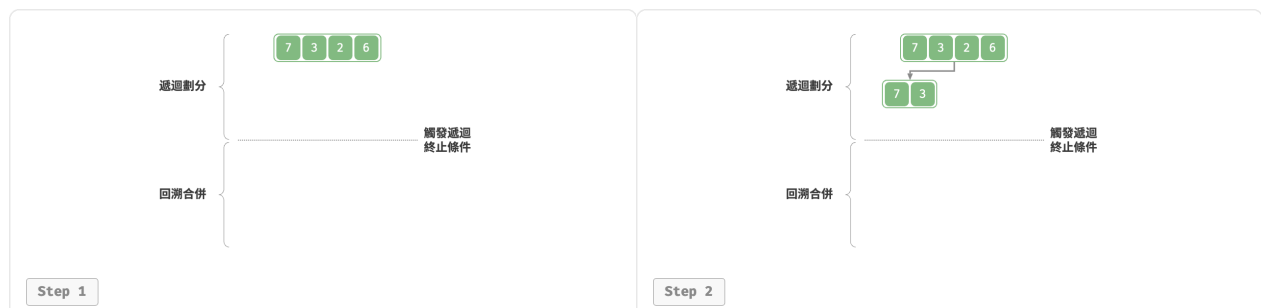 7 3 2 6
遞迴劃分
觸發遞迴
終止條件
回溯合併
Step 1
7 3 2 6
7 3
遞迴劃分
觸發遞迴
終止條件
回溯合併
Step 2